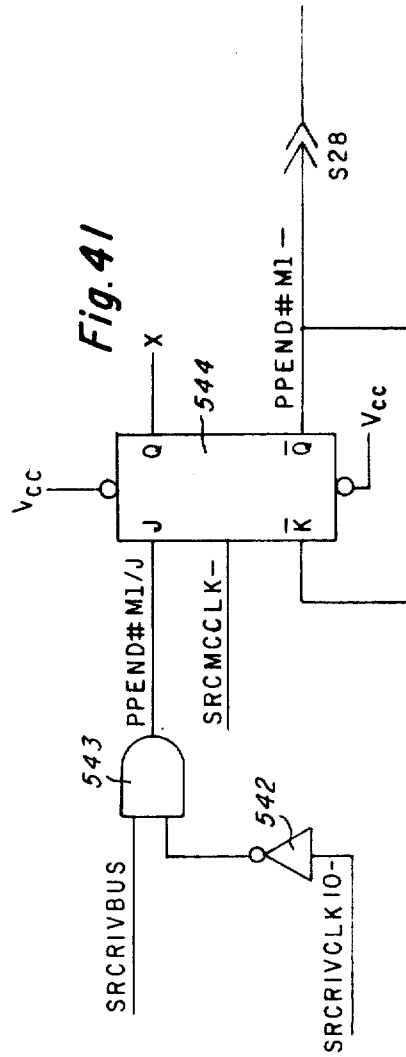 Fig. 41
Vcc
543
PPEND#M1/J
J
Q
X
SRCRIVBUS
544
SRCMCCLK-
542
K
Q
PPEND#M1-
S28
SRCRIVCLK10-
Vcc